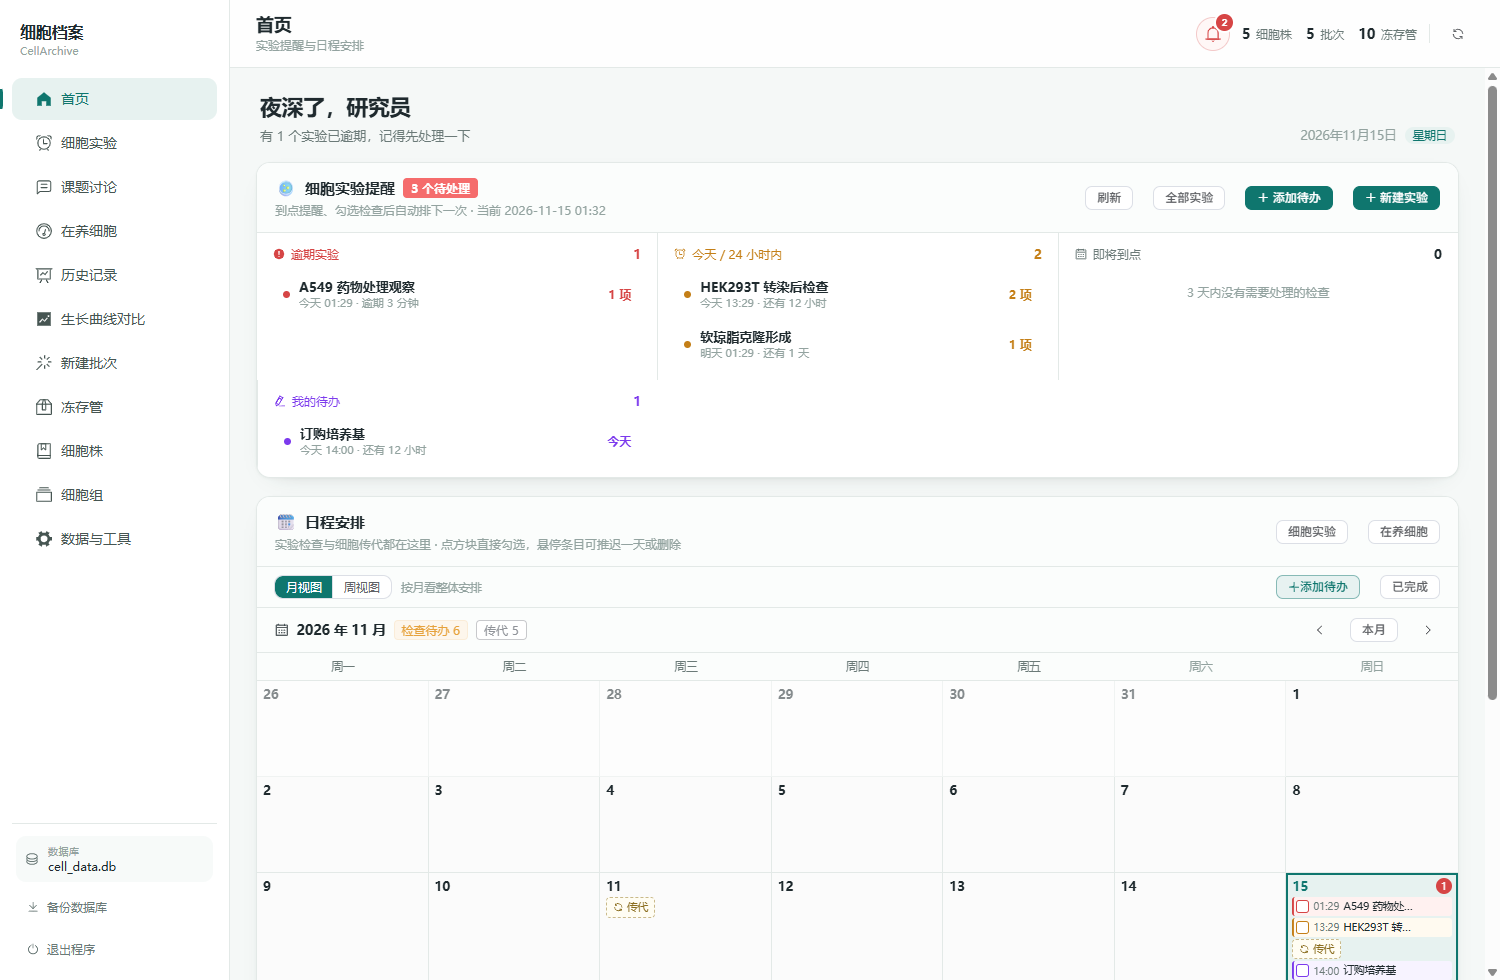 细胞档案
CellArchive
首页
细胞实验
课题讨论
在养细胞
历史记录
生长曲线对比
新建批次
冻存管
细胞株
细胞组
数据与工具
数据库
cell_data.db
备份数据库
退出程序
首页
实验提醒与日程安排
2
5 细胞株 5 批次 10 冻存管
夜深了，研究员
有 1 个实验已逾期，记得先处理一下
2026年11月15日 星期日
细胞实验提醒 3 个待处理
到点提醒、勾选检查后自动排下一次 · 当前 2026-11-15 01:32
刷新 全部实验 + 添加待办 + 新建实验
逾期实验 1
A549 药物处理观察
今天 01:29 · 逾期 3 分钟
1 项
今天 / 24 小时内 2
HEK293T 转染后检查
今天 13:29 · 还有 12 小时
2 项
软琼脂克隆形成
明天 01:29 · 还有 1 天
1 项
即将到点 0
3 天内没有需要处理的检查
我的待办 1
订购培养基
今天 14:00 · 还有 12 小时
今天
日程安排
实验检查与细胞传代都在这里 · 点方块直接勾选，悬停条目可推迟一天或删除
细胞实验 在养细胞
月视图 周视图 按月看整体安排
+添加待办 已完成
2026 年 11 月 检查待办 6 传代 5
本月
周一 周二 周三 周四 周五 周六 周日
26 27 28 29 30 31 1
2 3 4 5 6 7 8
9 10 11 12 13 14 15 1
传代
01:29 A549 药物处...
13:29 HEK293T 转...
传代
14:00 订购培养基